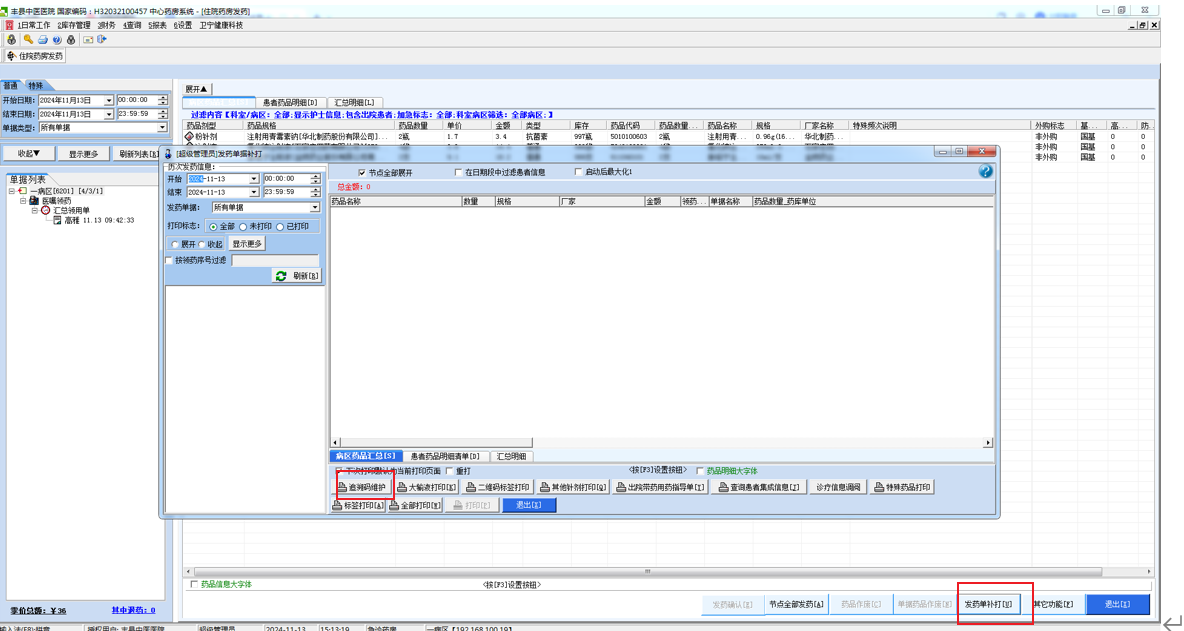 丰县中医医院 国家编码：H32032100457 中心药房系统 - [住院药房发药]
1日常工作 2库存管理 3财务 4查询 5报表 6设置 卫宁健康科技
住院药房发药
普通 特殊
展开▲
开始日期: 2024年11月13日 00:00:00
患者药品明细[D] 汇总明细[L]
结束日期: 2024年11月13日 23:59:59
过滤内容【科室/病区: 全部;显示护士信息;包含出院患者;加急标志: 全部;科室病区筛选: 全部病区;】
单据类型: 所有单据
药品剂型 药品规格 药品数量 单价 金额 类型 库存 药品代码 药品数量... 药品名称 规格 厂家名称 特殊频次说明 外购标志 基... 高... 防
粉补剂 注射用青霉素钠[华北制药股份有限公司]... 2瓶 1.7 3.4 抗菌素 997瓶 5010100603 2瓶 注射用青... 0.96g(16... 华北制药... 非外购 国基 0 0
非外购 国基 0 0
非外购 国基 0 0
收起▼ 显示更多 刷新列表[R]
[超级管理员]发药单据补打
单据列表
一病区[6201] [4/3/1]
医嘱领药
汇总领用单
高雅 11.13 09:42:33
历次发药信息:
开始 2024-11-13 00:00:00
结束 2024-11-13 23:59:59
发药单据: 所有单据
打印标志: 全部 未打印 已打印
展开 收起 显示更多
按领药序号过滤
刷新[R]
节点全部展开 在日期段中过滤患者信息 启动后最大化1
总金额: 0
药品名称 数量 规格 厂家 金额 领药... 单据名称 药品数量_药库单位
病区药品汇总[S] 患者药品明细清单[D] 汇总明细
下次打印默认为当前打印页面 重打 <按[F3]设置按钮> 药品明细大字体
追溯码维护 大输液打印[K] 二维码标签打印 其他针剂打印[Q] 出院带药用药指导单[T] 查询患者集成信息[J] 诊疗信息调阅 特殊药品打印
标签打印[A] 全部打印[W] 打印[P] 退出[X]
药品信息大字体 <按[F3]设置按钮>
发药确认[X] 节点全部发药[A] 药品作废[C] 单据药品作废[B] 发药单补打[V] 其它功能[F] 退出[X]
零价总额: ￥36 其中退药: 0
输入法(F8):拼音 授权用户: 丰县中医医院 超级管理员 2024-11-13 15:13:19 急诊药房 一病区 [192.168.100.19]